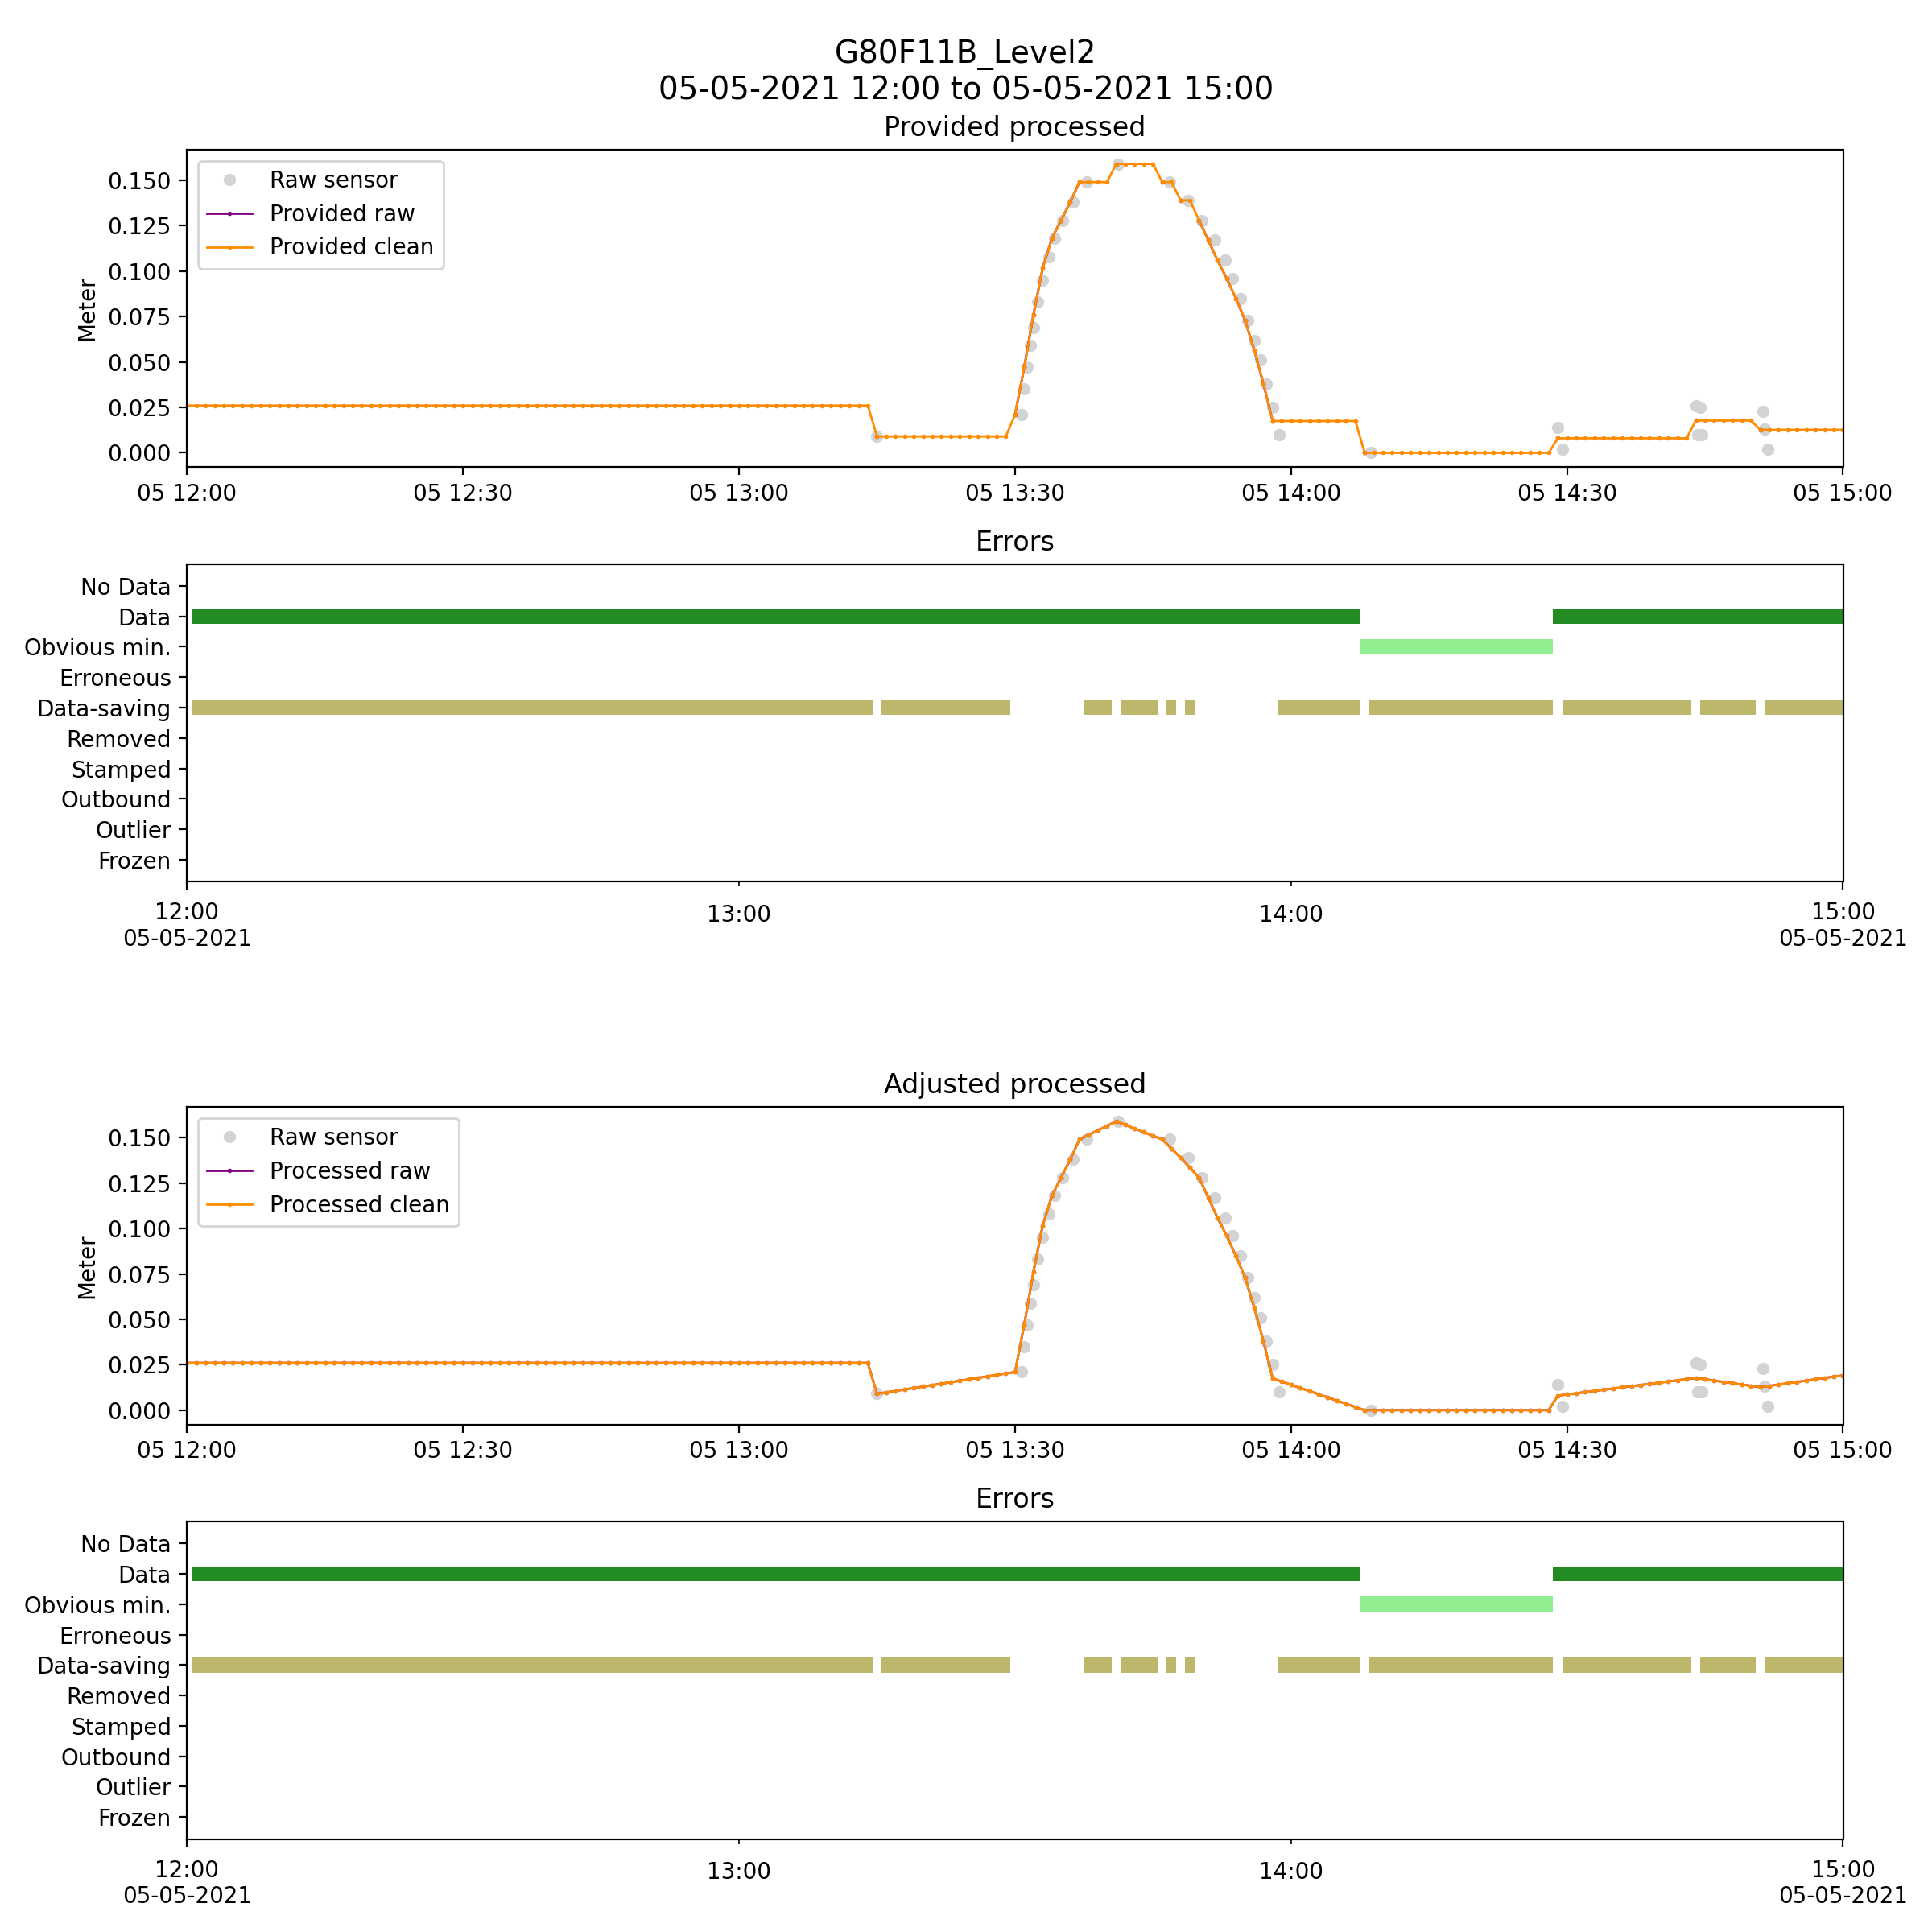 G80F11B_Level2
05-05-2021 12:00 to 05-05-2021 15:00
Provided processed
Raw sensor
Provided raw
Provided clean
Meter
0.150
0.125
0.100
0.075
0.050
0.025
0.000
05 12:00 05 12:30 05 13:00 05 13:30 05 14:00 05 14:30 05 15:00
Errors
No Data
Data
Obvious min.
Erroneous
Data-saving
Removed
Stamped
Outbound
Outlier
Frozen
12:00 13:00 14:00 15:00
05-05-2021 05-05-2021
Adjusted processed
Raw sensor
Processed raw
Processed clean
Meter
0.150
0.125
0.100
0.075
0.050
0.025
0.000
05 12:00 05 12:30 05 13:00 05 13:30 05 14:00 05 14:30 05 15:00
Errors
No Data
Data
Obvious min.
Erroneous
Data-saving
Removed
Stamped
Outbound
Outlier
Frozen
12:00 13:00 14:00 15:00
05-05-2021 05-05-2021